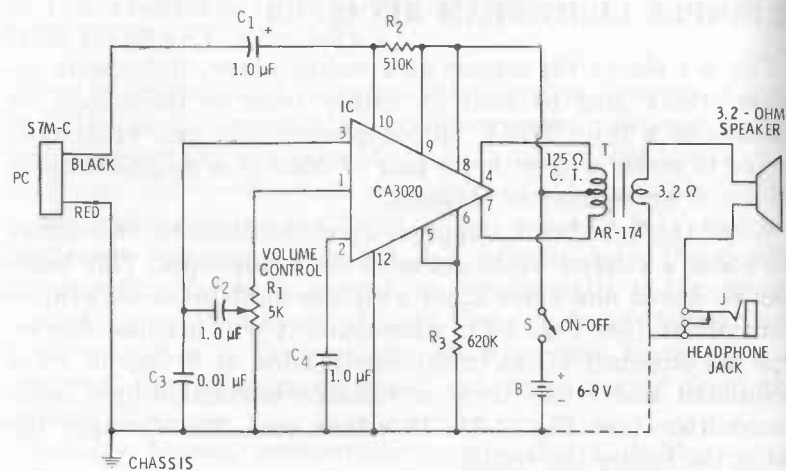 C1
+
1.0 µF
R2
510K
S7M-C
PC
BLACK
RED
IC
3
10
9
8
1
CA3020
4
7
2
12
5
6
125 Ω
C. T.
T
3.2 Ω
AR-174
3.2 - OHM
SPEAKER
VOLUME
CONTROL
R1
5K
C2
1.0 µF
C3
0.01 µF
C4
1.0 µF
R3
620K
S
ON-OFF
B
+
−
6-9 V
J
HEADPHONE
JACK
CHASSIS